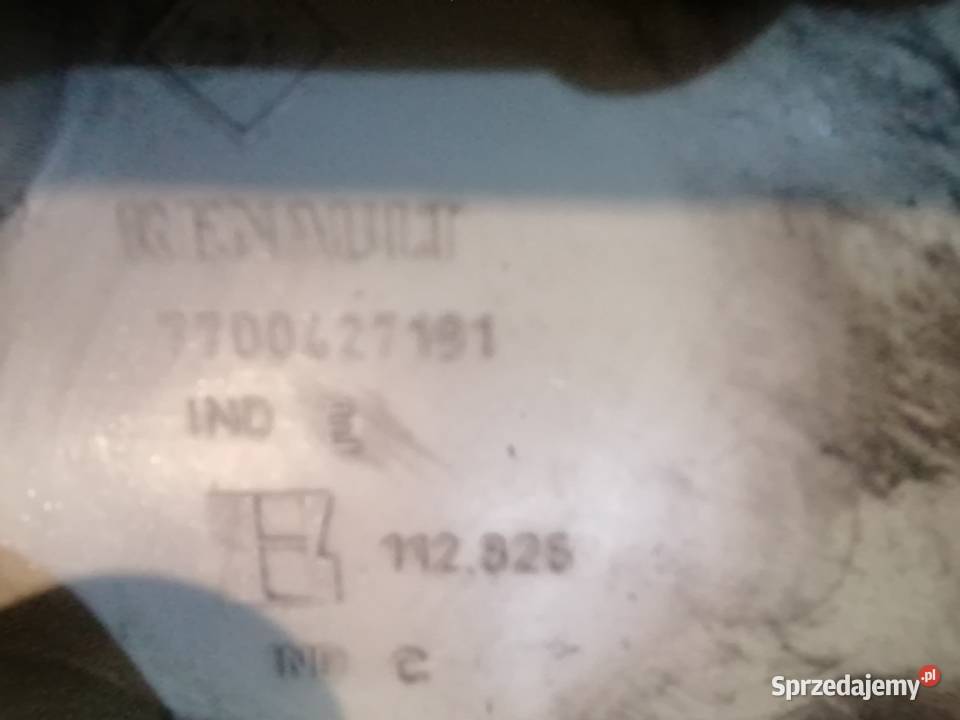 RENAULT
7700427191
IND
112.826
IND C
Sprzedajemy.pl